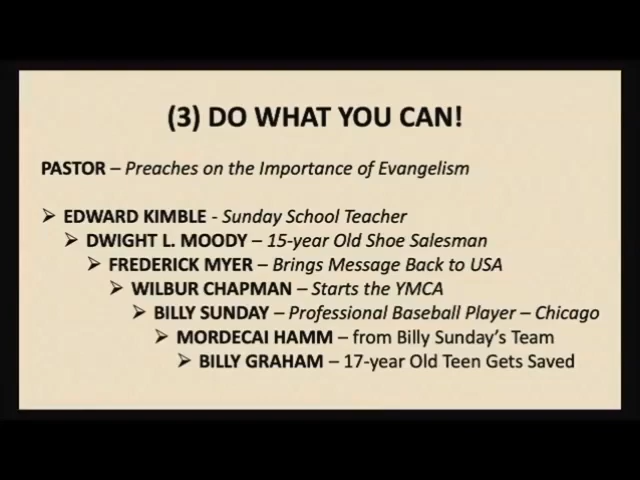 (3) DO WHAT YOU CAN!
PASTOR – Preaches on the Importance of Evangelism
➢ EDWARD KIMBLE - Sunday School Teacher
➢ DWIGHT L. MOODY – 15-year Old Shoe Salesman
➢ FREDERICK MYER – Brings Message Back to USA
➢ WILBUR CHAPMAN – Starts the YMCA
➢ BILLY SUNDAY – Professional Baseball Player – Chicago
➢ MORDECAI HAMM – from Billy Sunday’s Team
➢ BILLY GRAHAM – 17-year Old Teen Gets Saved